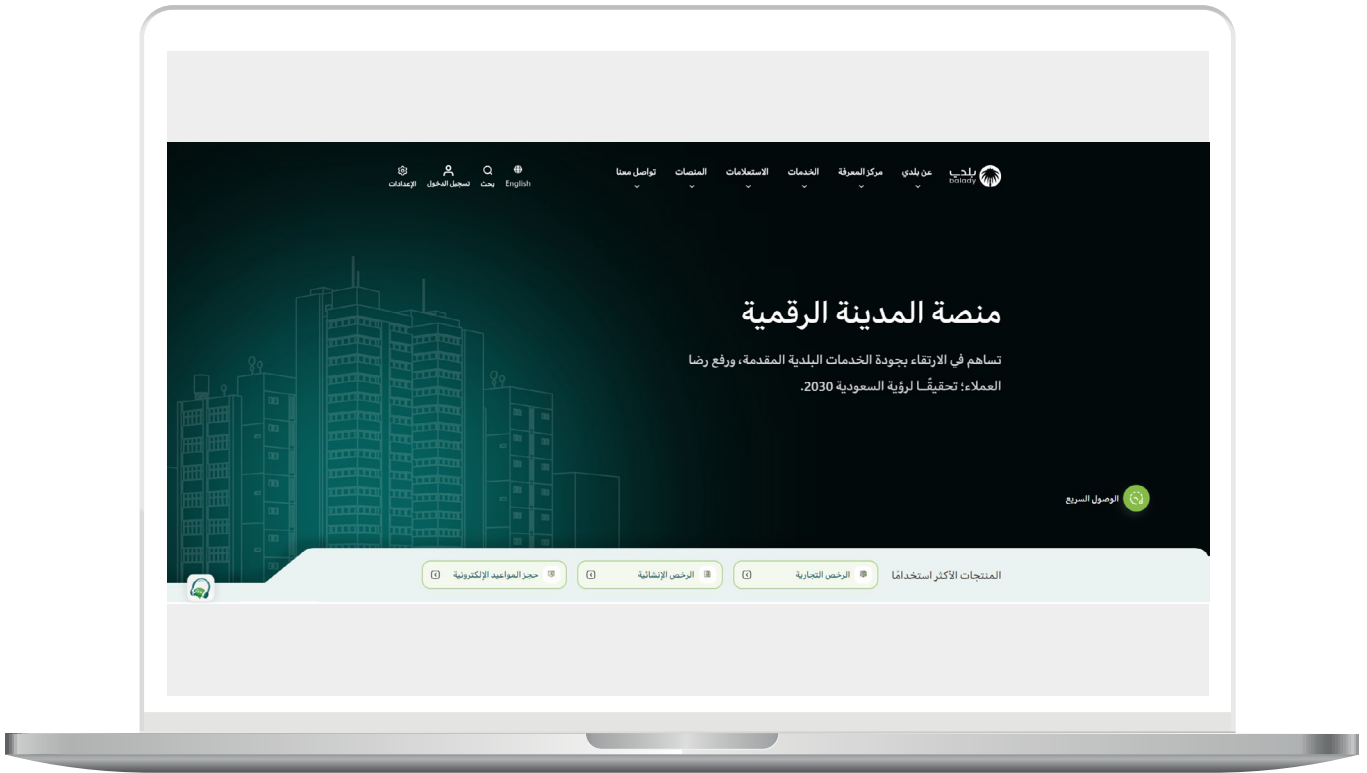 بلدي
balady
عن بلدي
مركز المعرفة
الخدمات
الاستعلامات
المنصات
تواصل معنا
English
بحث
تسجيل الدخول
الإعدادات
منصة المدينة الرقمية
تساهم في الارتقاء بجودة الخدمات البلدية المقدمة، ورفع رضا
العملاء؛ تحقيقًــا لرؤية السعودية 2030.
الوصول السريع
المنتجات الأكثر استخدامًا
الرخص التجارية
الرخص الإنشائية
حجز المواعيد الإلكترونية